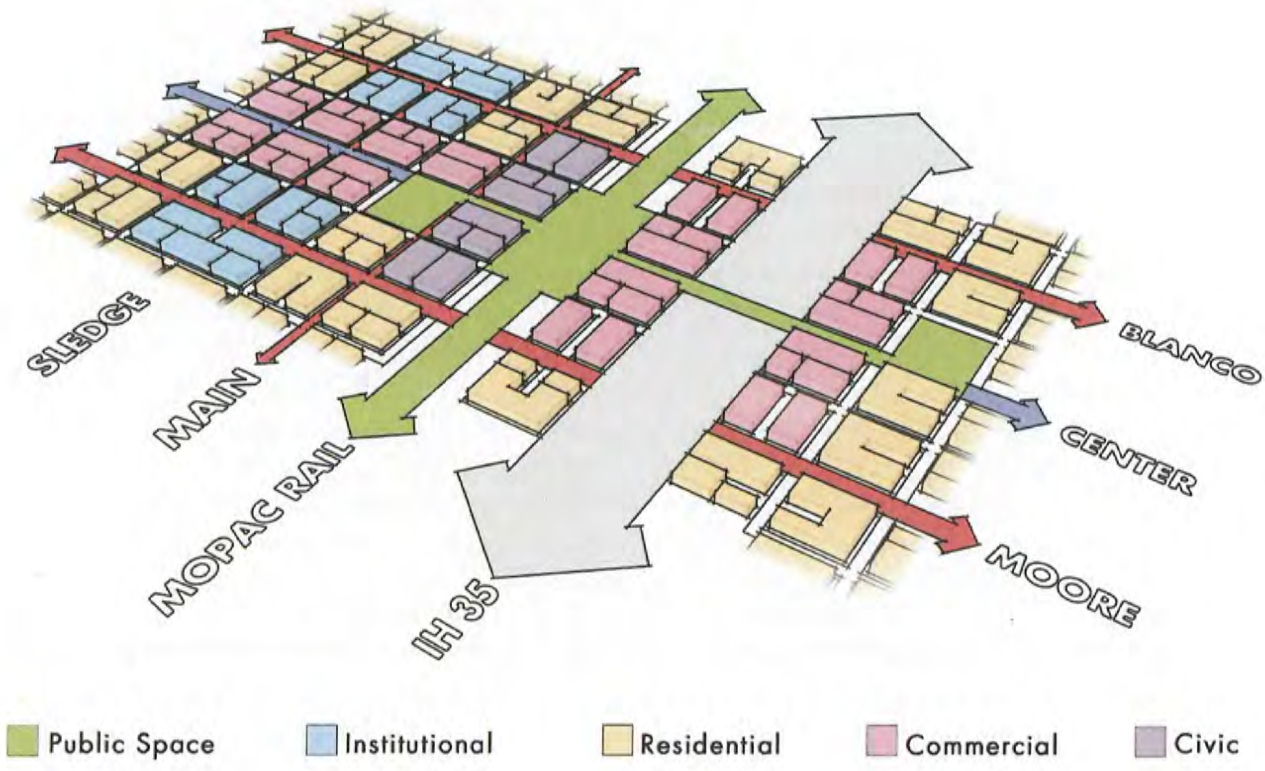 SLEDGE
MAIN
MOPAC RAIL
IH 35
BLANCO
CENTER
MOORE
Public Space
Institutional
Residential
Commercial
Civic